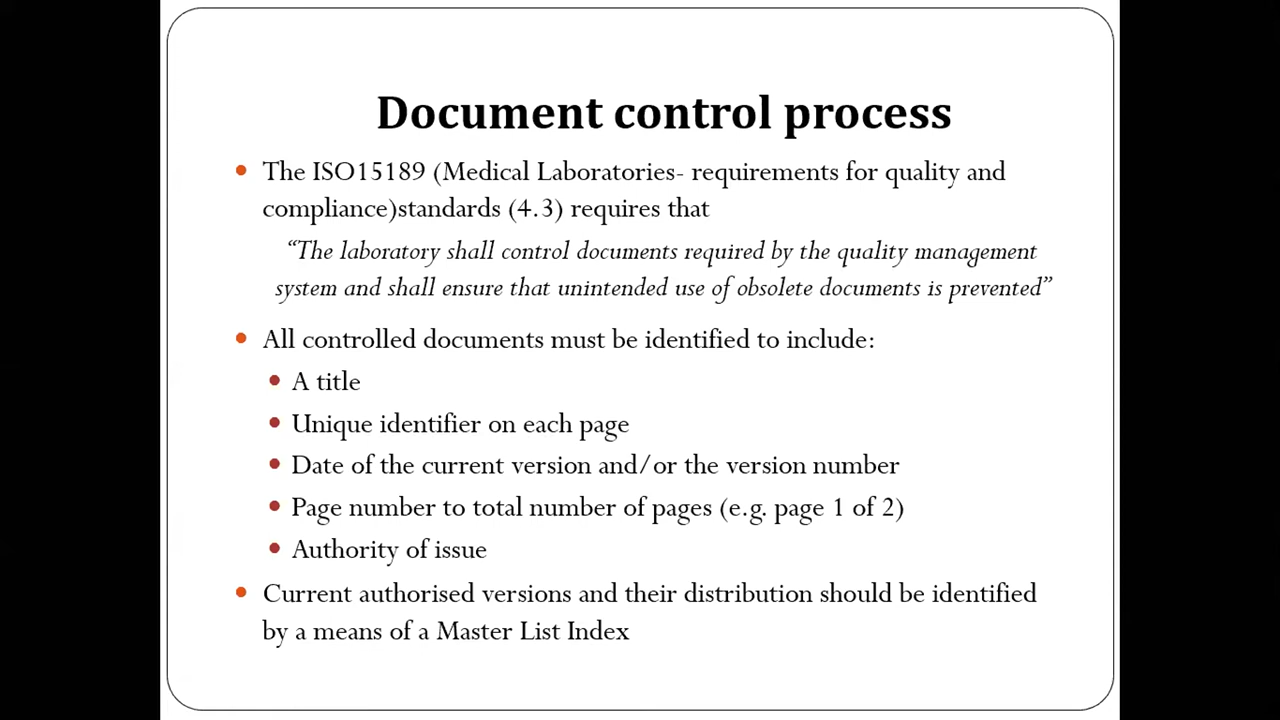 Document control process
The ISO15189 (Medical Laboratories- requirements for quality and
compliance)standards (4.3) requires that
“The laboratory shall control documents required by the quality management
system and shall ensure that unintended use of obsolete documents is prevented”
All controlled documents must be identified to include:
A title
Unique identifier on each page
Date of the current version and/or the version number
Page number to total number of pages (e.g. page 1 of 2)
Authority of issue
Current authorised versions and their distribution should be identified
by a means of a Master List Index